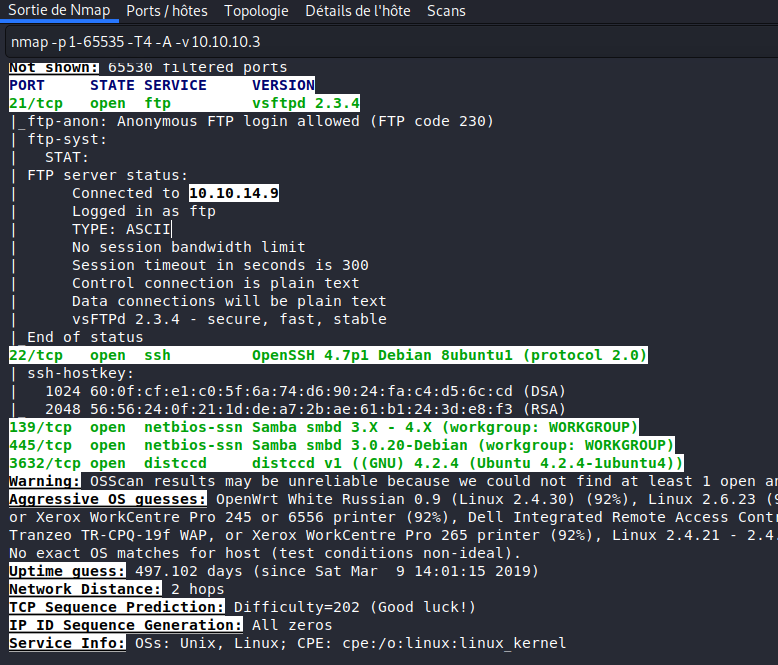 Sortie de Nmap Ports / hôtes Topologie Détails de l'hôte Scans
nmap -p 1-65535 -T4 -A -v 10.10.10.3
Not shown: 65530 filtered ports
PORT     STATE SERVICE     VERSION
21/tcp   open  ftp         vsftpd 2.3.4
|_ftp-anon: Anonymous FTP login allowed (FTP code 230)
| ftp-syst:
|   STAT:
| FTP server status:
|      Connected to 10.10.14.9
|      Logged in as ftp
|      TYPE: ASCII
|      No session bandwidth limit
|      Session timeout in seconds is 300
|      Control connection is plain text
|      Data connections will be plain text
|      vsFTPd 2.3.4 - secure, fast, stable
|_End of status
22/tcp   open  ssh         OpenSSH 4.7p1 Debian 8ubuntu1 (protocol 2.0)
| ssh-hostkey:
|   1024 60:0f:cf:e1:c0:5f:6a:74:d6:90:24:fa:c4:d5:6c:cd (DSA)
|_  2048 56:56:24:0f:21:1d:de:a7:2b:ae:61:b1:24:3d:e8:f3 (RSA)
139/tcp  open  netbios-ssn Samba smbd 3.X - 4.X (workgroup: WORKGROUP)
445/tcp  open  netbios-ssn Samba smbd 3.0.20-Debian (workgroup: WORKGROUP)
3632/tcp open  distccd     distccd v1 ((GNU) 4.2.4 (Ubuntu 4.2.4-1ubuntu4))
Warning: OSScan results may be unreliable because we could not find at least 1 open
Aggressive OS guesses: OpenWrt White Russian 0.9 (Linux 2.4.30) (92%), Linux 2.6.23
or Xerox WorkCentre Pro 245 or 6556 printer (92%), Dell Integrated Remote Access
Tranzeo TR-CPQ-19f WAP, or Xerox WorkCentre Pro 265 printer (92%), Linux 2.4.21 - 2.4.
No exact OS matches for host (test conditions non-ideal).
Uptime guess: 497.102 days (since Sat Mar  9 14:01:15 2019)
Network Distance: 2 hops
TCP Sequence Prediction: Difficulty=202 (Good luck!)
IP ID Sequence Generation: All zeros
Service Info: OSs: Unix, Linux; CPE: cpe:/o:linux:linux_kernel